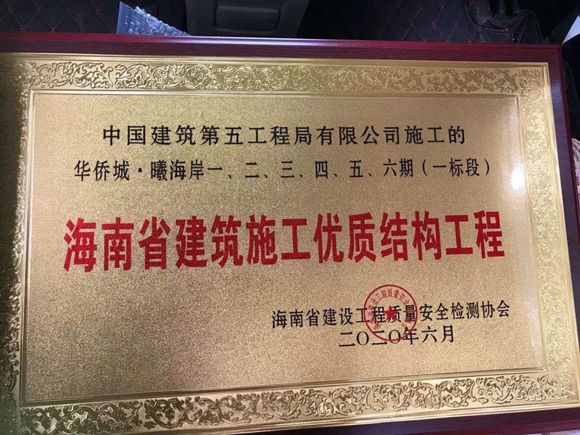 中国建筑第五工程局有限公司施工的
华侨城·曦海岸一、二、三、四、五、六期(一标段)
海南省建筑施工优质结构工程
海南省建设工程质量安全检测协会
二〇二〇年六月